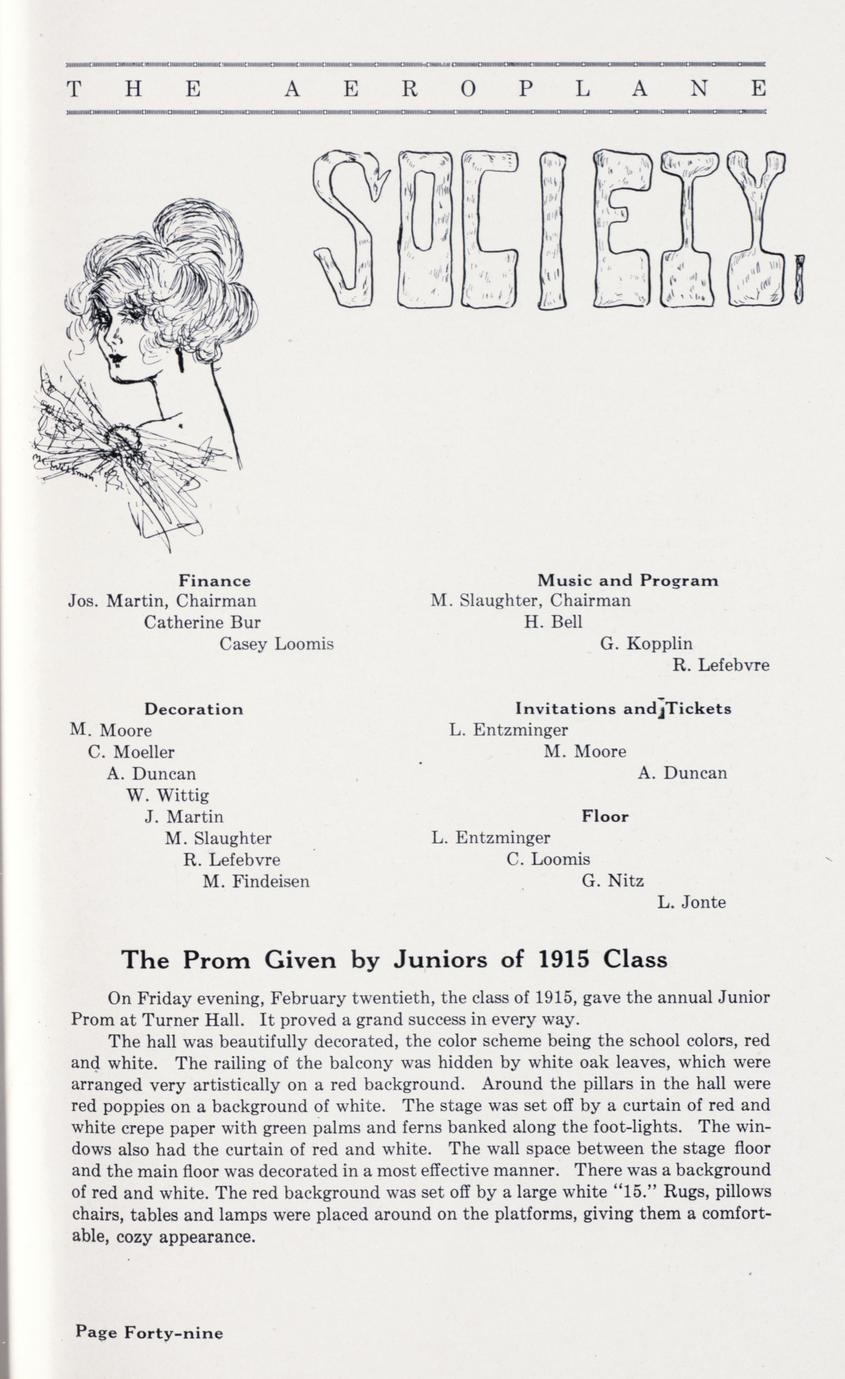 THE AEROPLANE
SOCIETY.
Finance
Jos. Martin, Chairman
Catherine Bur
Casey Loomis
Decoration
M. Moore
C. Moeller
A. Duncan
W. Wittig
J. Martin
M. Slaughter
R. Lefebvre
M. Findeisen
Music and Program
M. Slaughter, Chairman
H. Bell
G. Kopplin
R. Lefebvre
Invitations and Tickets
L. Entzminger
M. Moore
A. Duncan
Floor
L. Entzminger
C. Loomis
G. Nitz
L. Jonte
The Prom Given by Juniors of 1915 Class
On Friday evening, February twentieth, the class of 1915, gave the annual Junior
Prom at Turner Hall. It proved a grand success in every way.
The hall was beautifully decorated, the color scheme being the school colors, red
and white. The railing of the balcony was hidden by white oak leaves, which were
arranged very artistically on a red background. Around the pillars in the hall were
red poppies on a background of white. The stage was set off by a curtain of red and
white crepe paper with green palms and ferns banked along the foot-lights. The win-
dows also had the curtain of red and white. The wall space between the stage floor
and the main floor was decorated in a most effective manner. There was a background
of red and white. The red background was set off by a large white “15.” Rugs, pillows
chairs, tables and lamps were placed around on the platforms, giving them a comfort-
able, cozy appearance.
Page Forty-nine